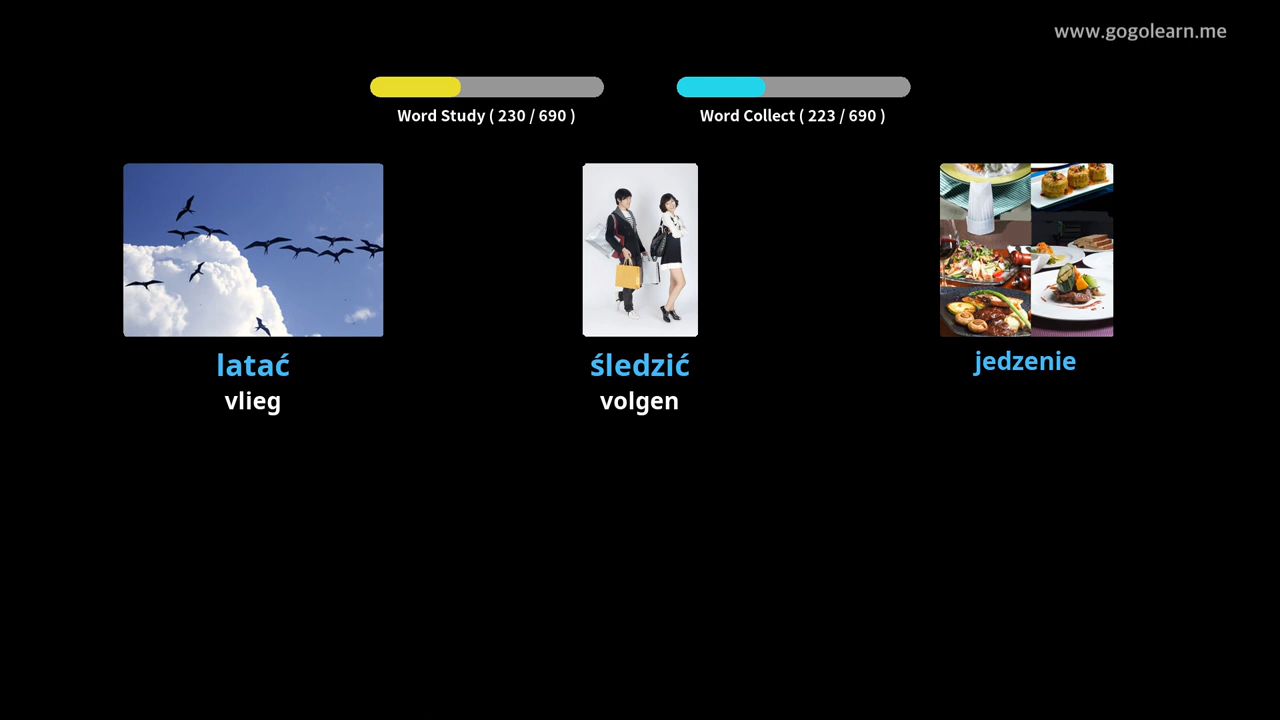 www.gogolearn.me
Word Study ( 230 / 690 )
Word Collect ( 223 / 690 )
latać
vlieg
śledzić
volgen
jedzenie